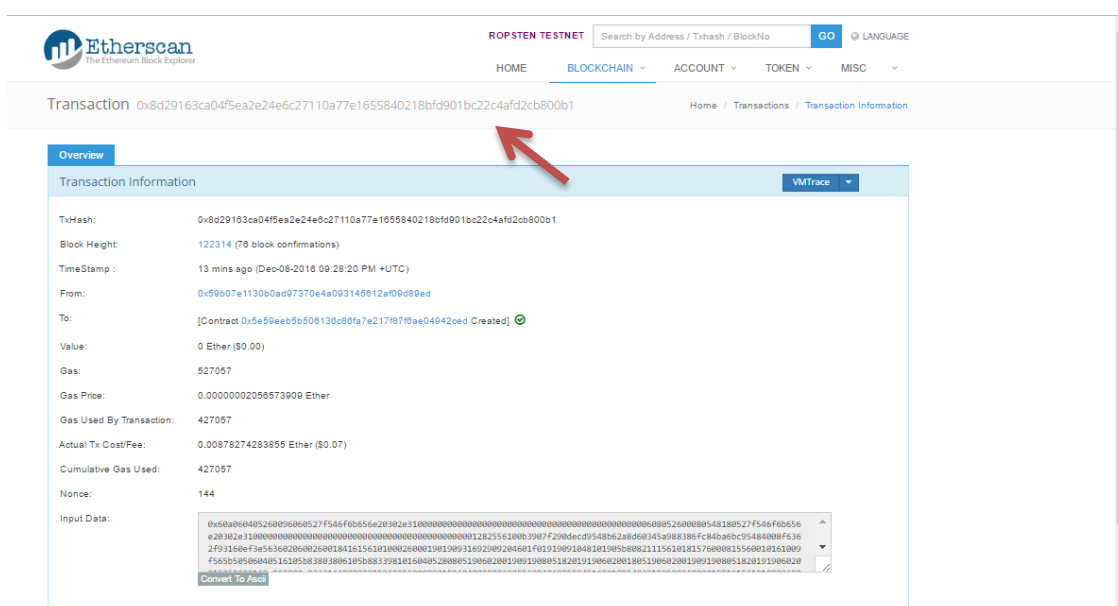 Etherscan
The Ethereum Block Explorer
ROPSTEN TESTNET Search by Address / Txhash / BlockNo GO LANGUAGE
HOME BLOCKCHAIN ACCOUNT TOKEN MISC
Transaction 0x8d29163ca04f5ea2e24e6c27110a77e1655840218bfd901bc22c4afd2cb800b1 Home / Transactions / Transaction Information
Overview
Transaction Information VMTrace
TxHash: 0x8d29163ca04f5ea2e24e6c27110a77e1655840218bfd901bc22c4afd2cb800b1
Block Height: 122314 (76 block confirmations)
TimeStamp : 13 mins ago (Dec-08-2016 09:28:20 PM +UTC)
From: 0x59b07e1130b0ad97370e4a093145612af09d89ed
To: [Contract 0x5e59eeb5b506136c86fa7e217f87f6ae04942ced Created]
Value: 0 Ether ($0.00)
Gas: 527057
Gas Price: 0.00000002056573909 Ether
Gas Used By Transaction: 427057
Actual Tx Cost/Fee: 0.00878274283855 Ether ($0.07)
Cumulative Gas Used: 427057
Nonce: 144
Input Data:
Convert To Ascii